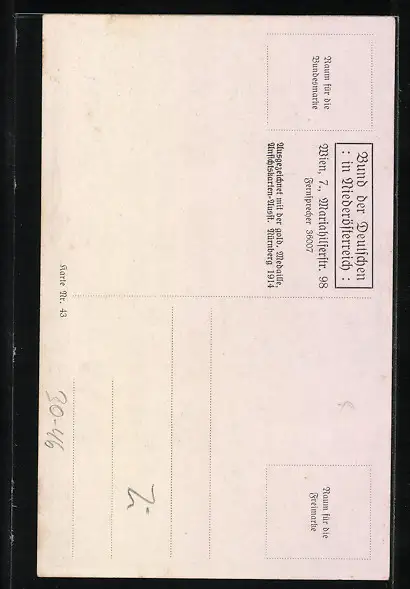 Raum für die
Bundesmarke
Bund der Deutschen
: in Niederösterreich :
Wien, 7., Mariahilferstr. 98
Fernsprecher 36007
Ausgezeichnet mit der gold. Medaille,
Ansichtskarten-Ausst. Nürnberg 1914
Karte Nr. 43
Raum für die
Freimarke
30-46